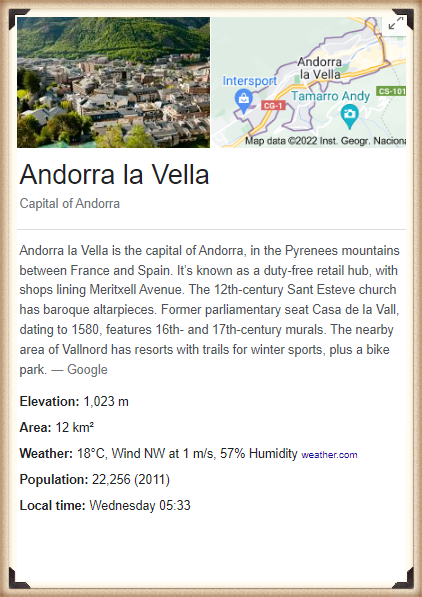 Andorra
la Vella
Intersport
CG-1
CS-101
Tamarro Andy
Map data ©2022 Inst. Geogr. Naciona
Andorra la Vella
Capital of Andorra
Andorra la Vella is the capital of Andorra, in the Pyrenees mountains
between France and Spain. It's known as a duty-free retail hub, with
shops lining Meritxell Avenue. The 12th-century Sant Esteve church
has baroque altarpieces. Former parliamentary seat Casa de la Vall,
dating to 1580, features 16th- and 17th-century murals. The nearby
area of Vallnord has resorts with trails for winter sports, plus a bike
park. — Google
Elevation: 1,023 m
Area: 12 km²
Weather: 18°C, Wind NW at 1 m/s, 57% Humidity weather.com
Population: 22,256 (2011)
Local time: Wednesday 05:33